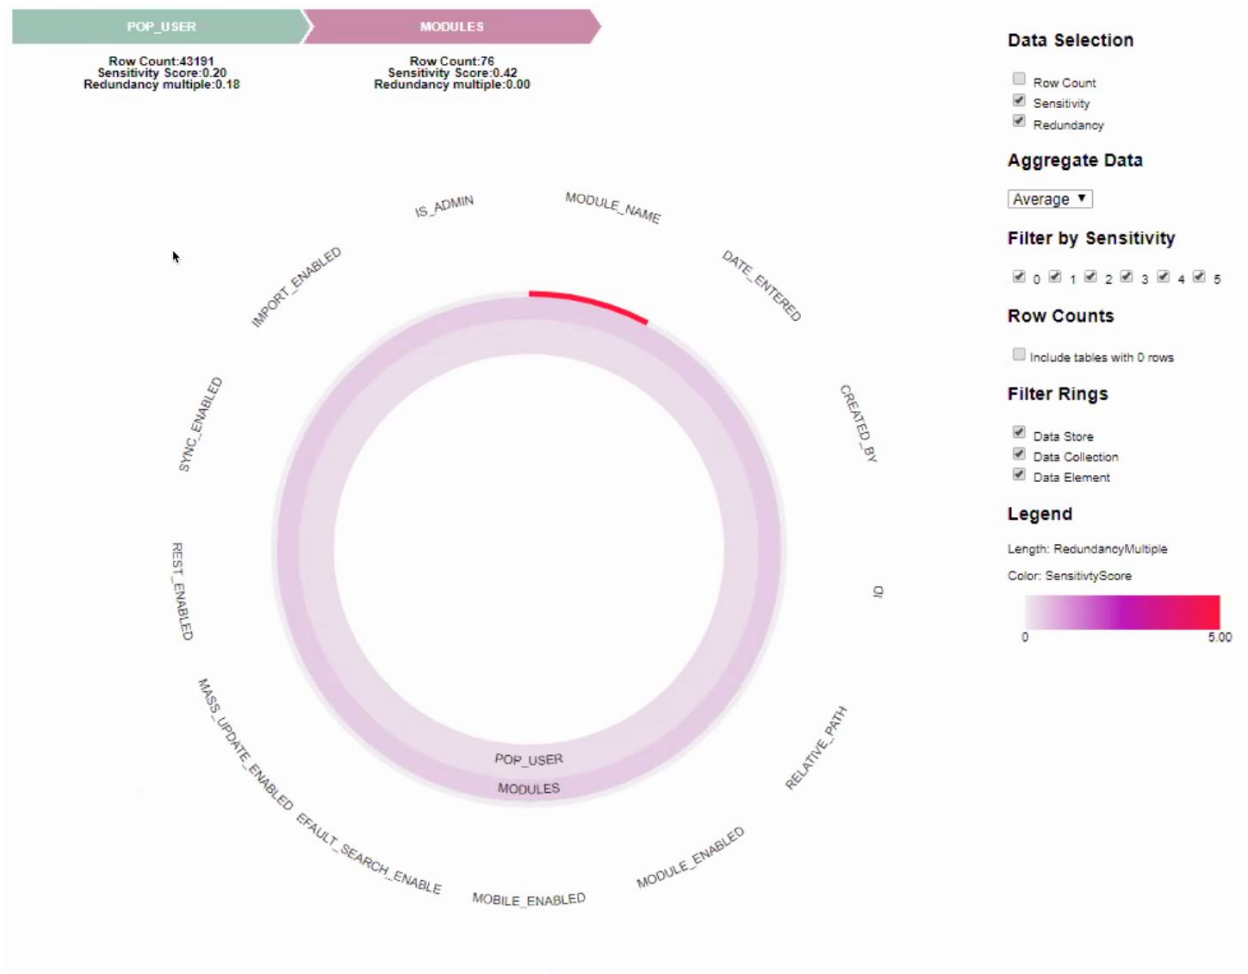 POP_USER
MODULES
Row Count:43191
Sensitivity Score:0.20
Redundancy multiple:0.18
Row Count:76
Sensitivity Score:0.42
Redundancy multiple:0.00
IS_ADMIN
MODULE_NAME
DATE_ENTERED
CREATED_BY
ID
RELATIVE_PATH
MODULE_ENABLED
MOBILE_ENABLED
EFAULT_SEARCH_ENABLE
MASS_UPDATE_ENABLED
REST_ENABLED
SYNC_ENABLED
IMPORT_ENABLED
POP_USER
MODULES
Data Selection
Row Count
Sensitivity
Redundancy
Aggregate Data
Average
Filter by Sensitivity
0 1 2 3 4 5
Row Counts
Include tables with 0 rows
Filter Rings
Data Store
Data Collection
Data Element
Legend
Length: RedundancyMultiple
Color: SensitivtyScore
0 5.00